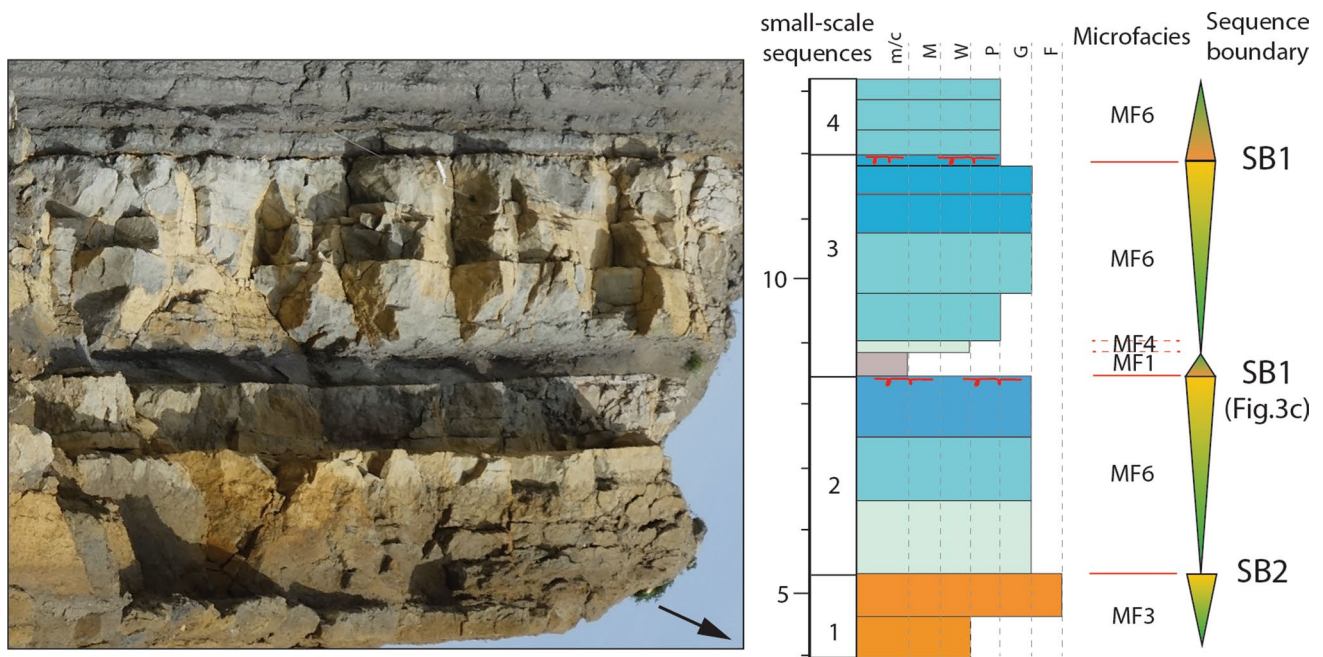 small-scale
sequences
m/c
M
W
P
G
F
Microfacies
Sequence
boundary
4
MF6
SB1
3
10
MF6
MF4
MF1
SB1
(Fig.3c)
2
MF6
SB2
5
1
MF3